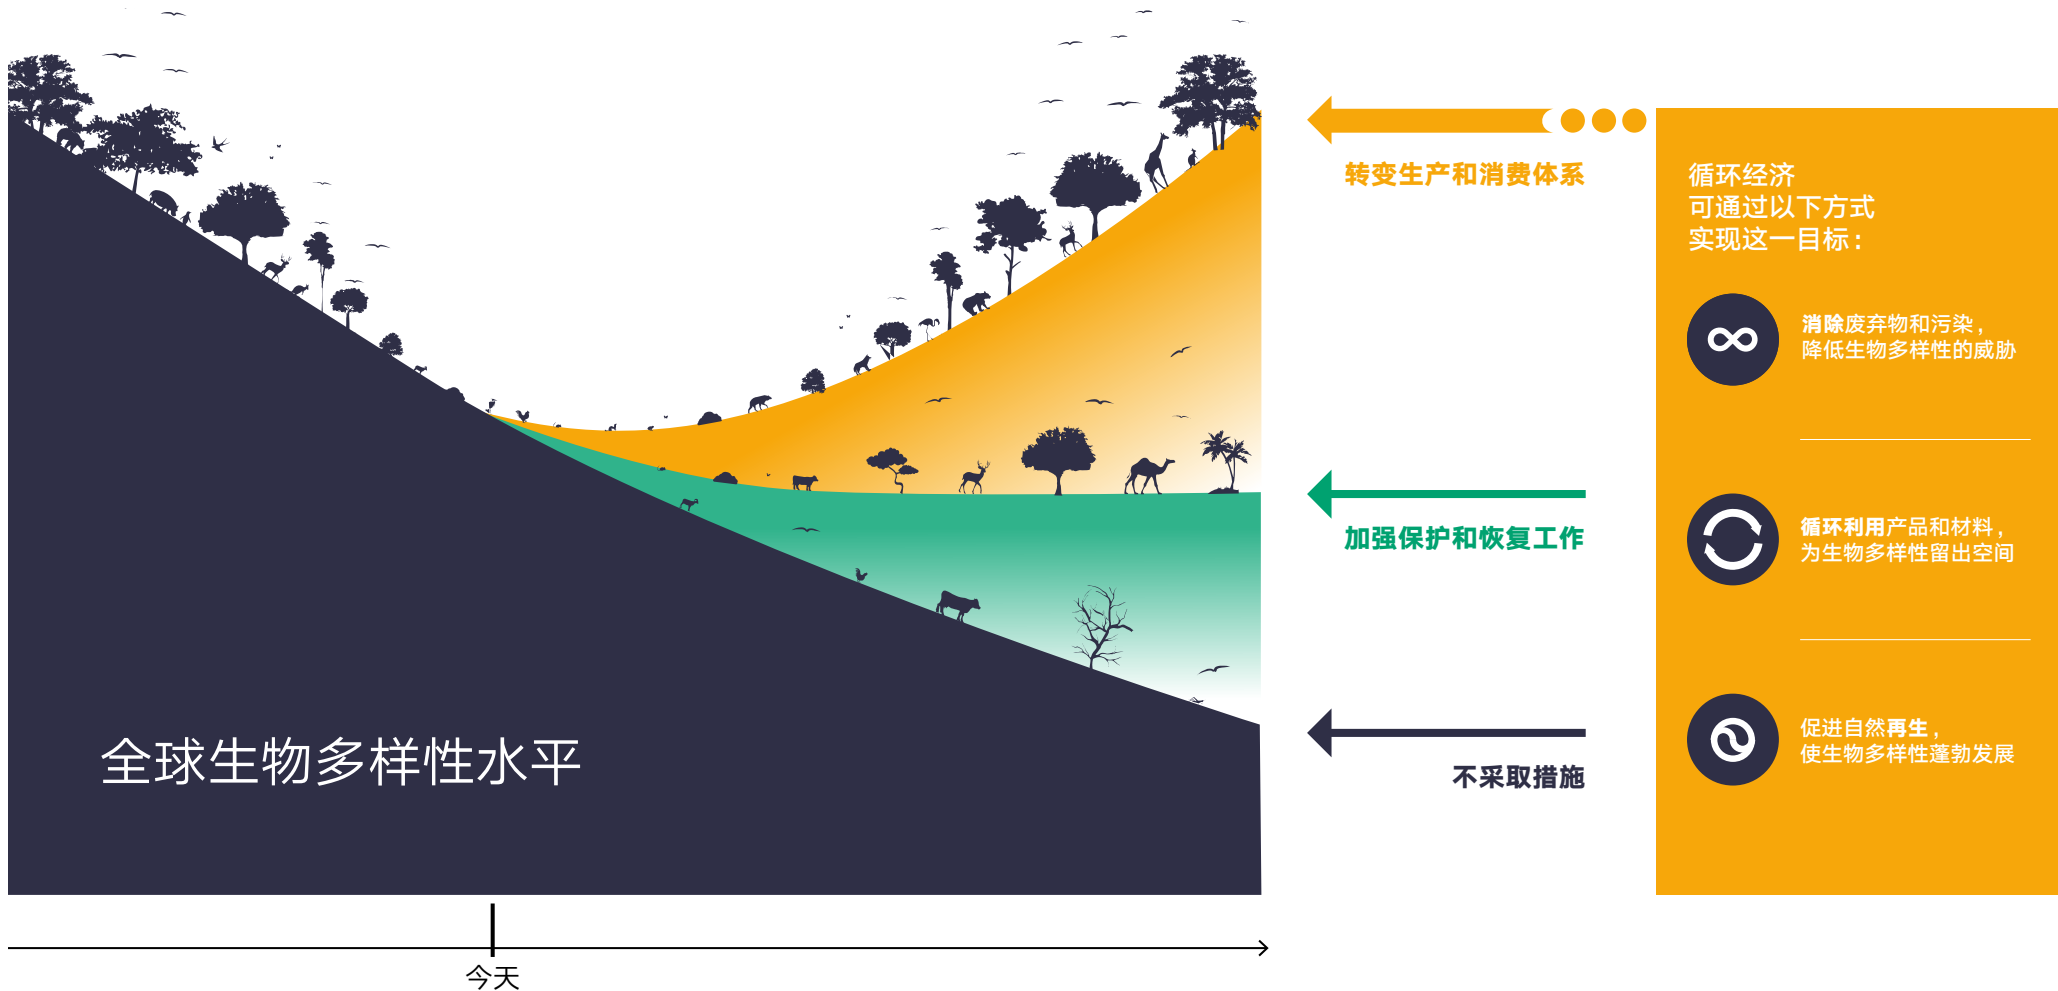 转变生产和消费体系
加强保护和恢复工作
不采取措施
全球生物多样性水平
今天
循环经济
可通过以下方式
实现这一目标：
消除废弃物和污染，
降低生物多样性的威胁
循环利用产品和材料，
为生物多样性留出空间
促进自然再生，
使生物多样性蓬勃发展